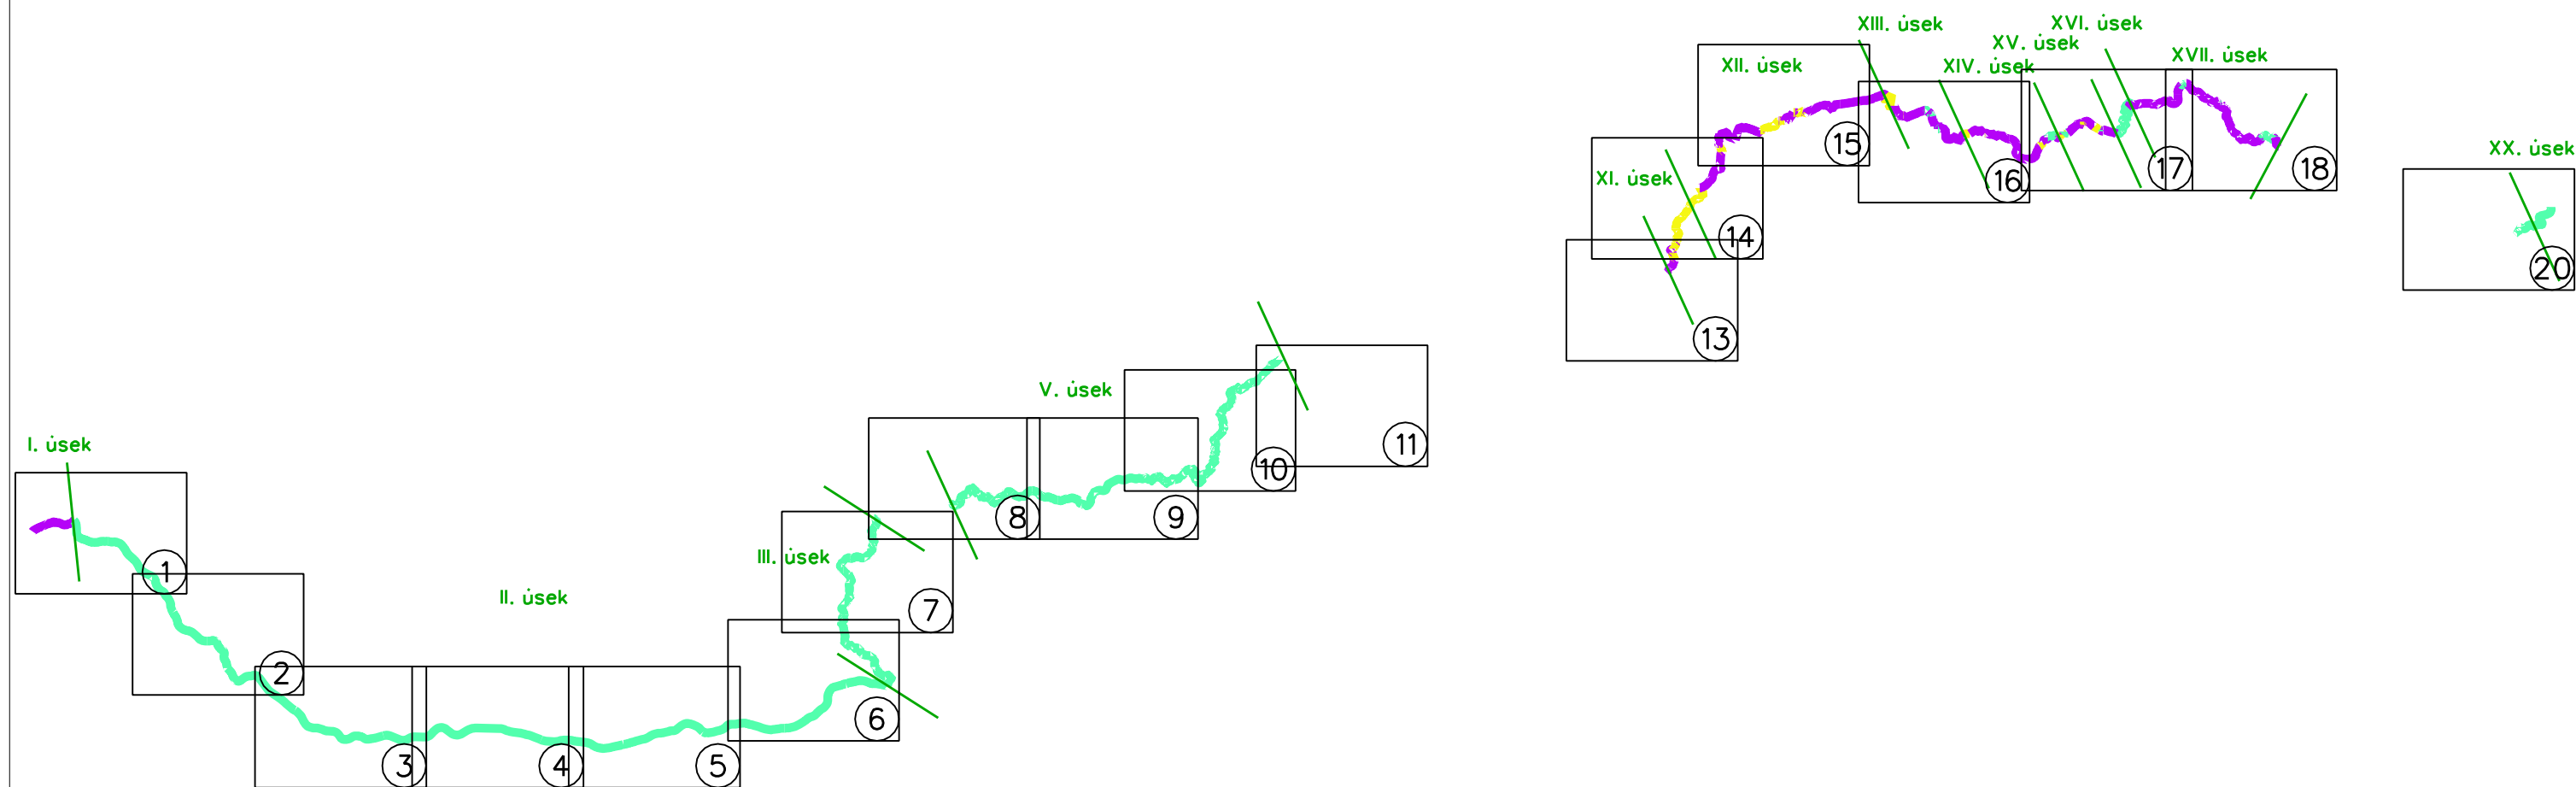 XIII. úsek
XVI. úsek
XV. úsek
XII. úsek
XIV. úsek
XVII. úsek
15
16
17
18
XX. úsek
XI. úsek
14
20
13
V. úsek
I. úsek
11
10
8
9
III. úsek
1
II. úsek
7
2
6
3
4
5